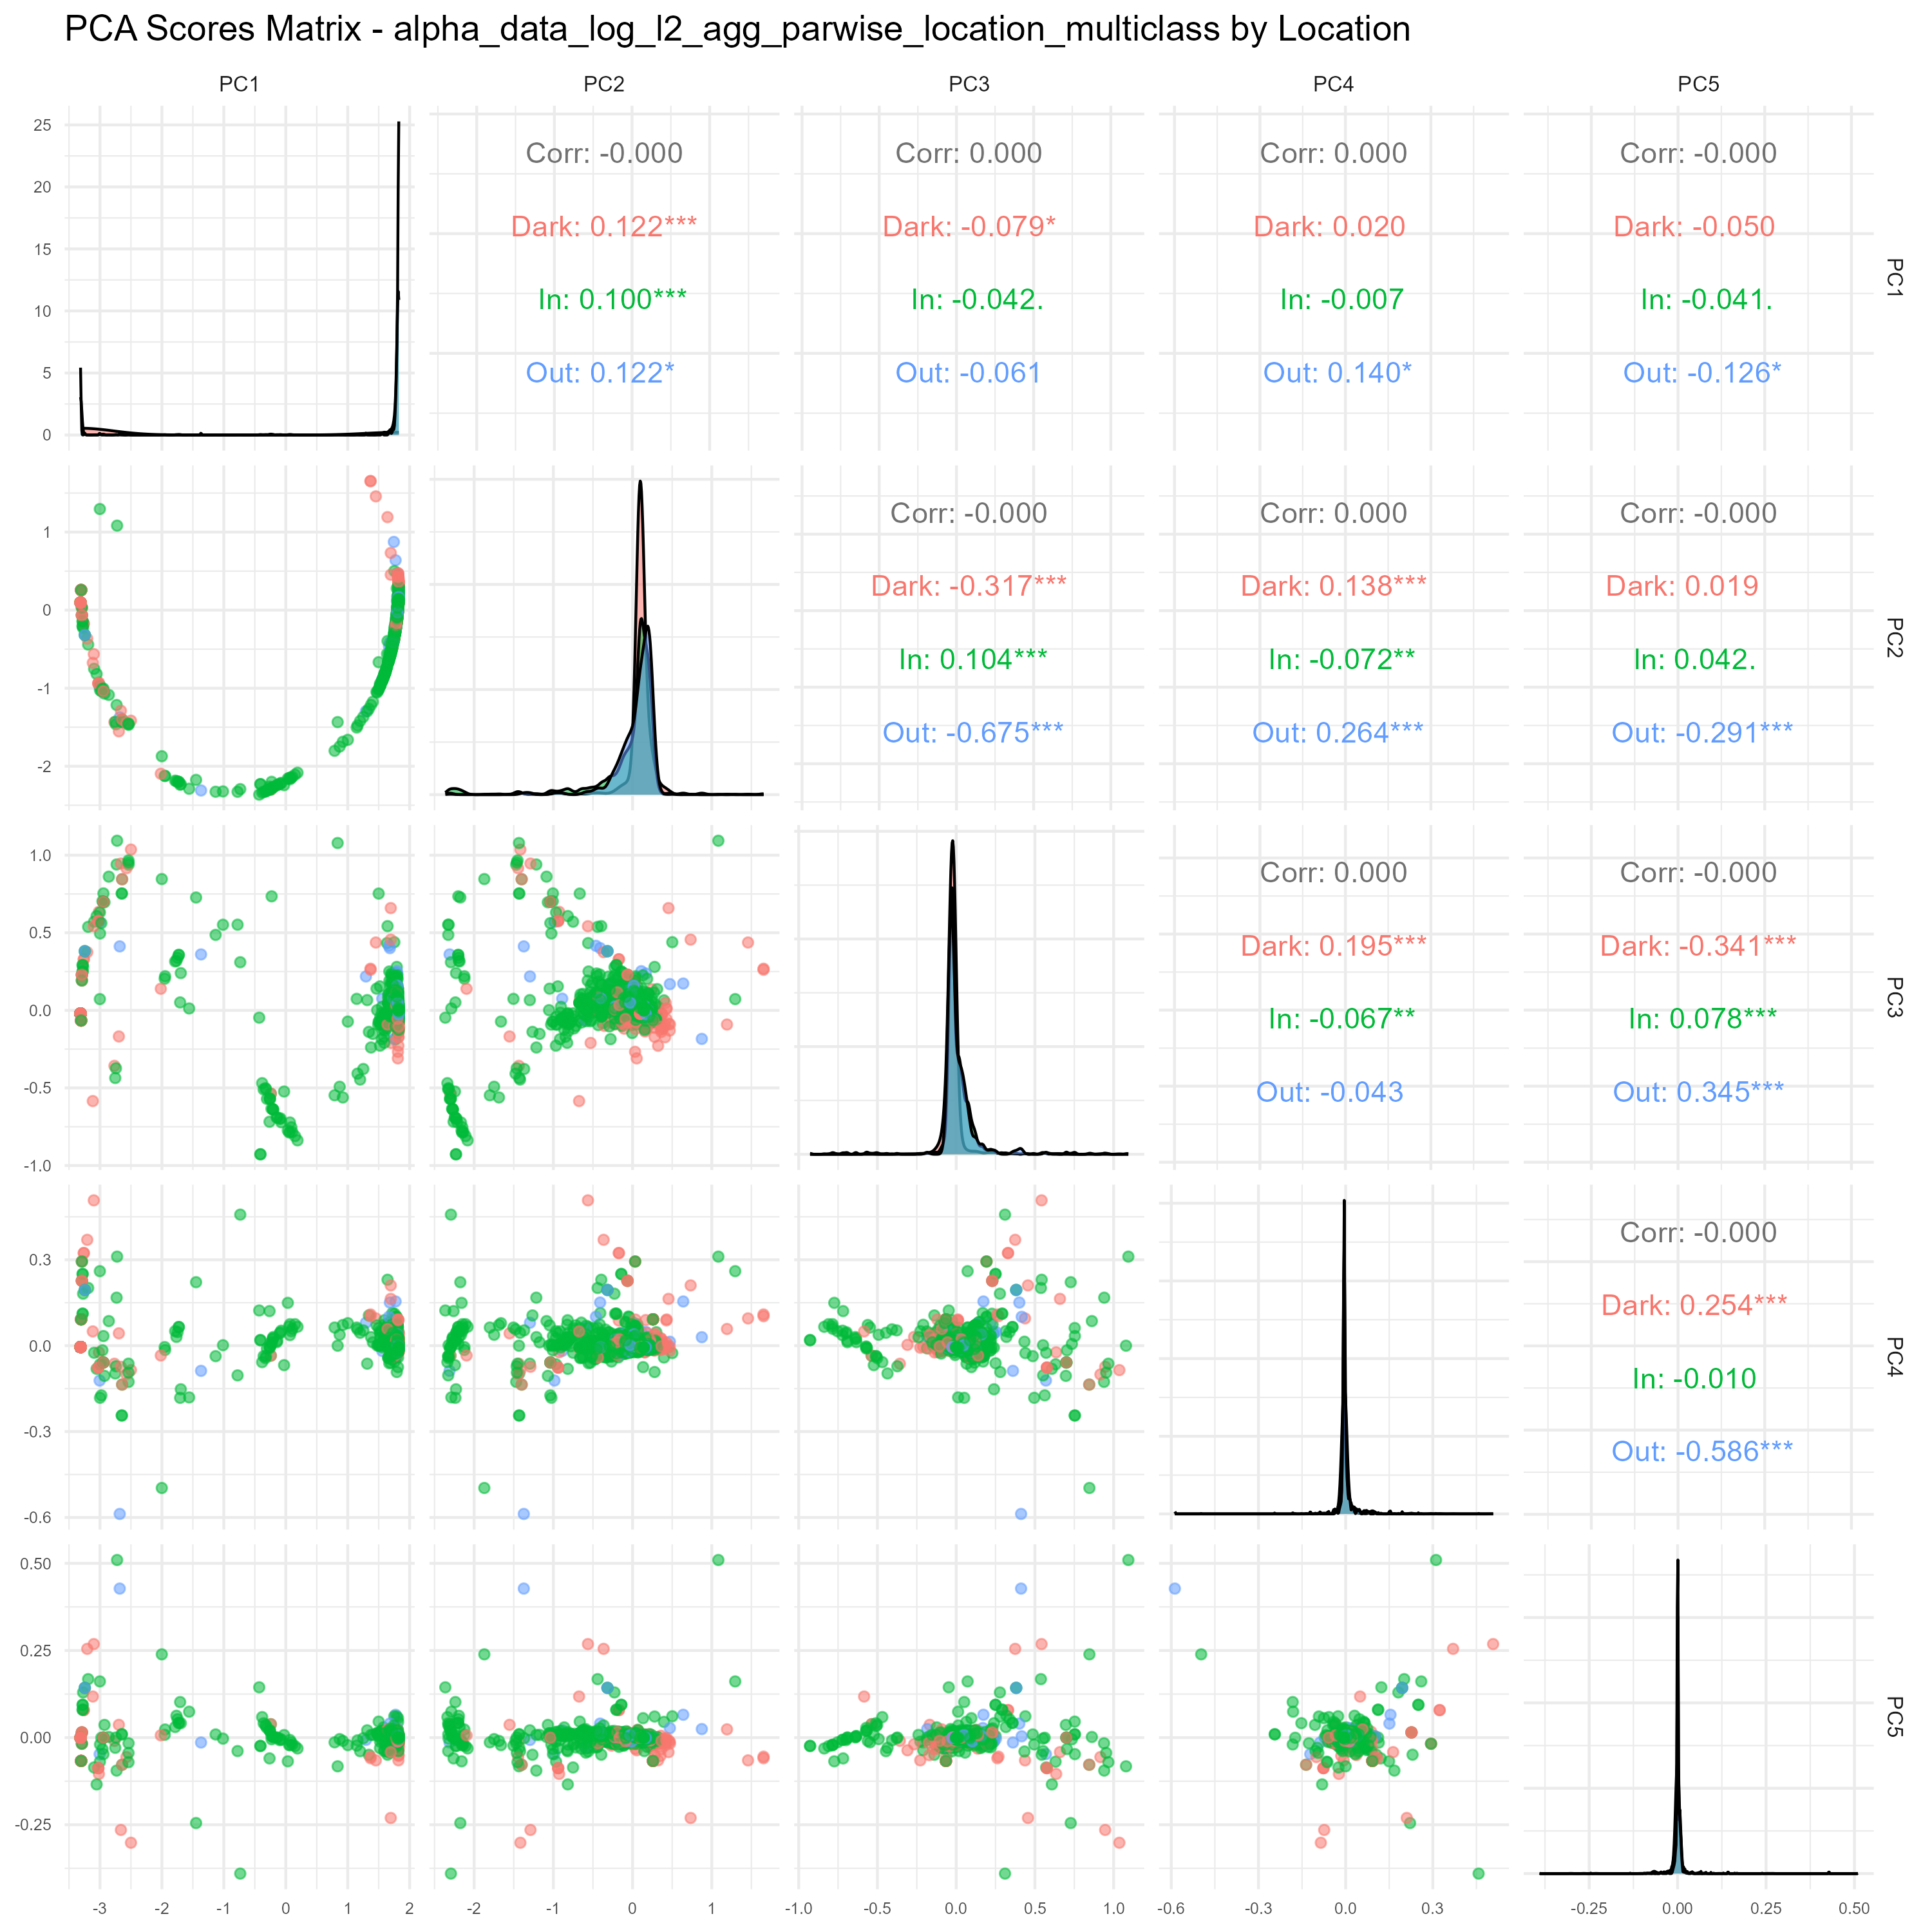 PCA Scores Matrix - alpha_data_log_l2_agg_parwise_location_multiclass by Location
PC1 PC2 PC3 PC4 PC5
25
20
15
10
5
0
Corr: -0.000
Dark: 0.122***
In: 0.100***
Out: 0.122*
Corr: 0.000
Dark: -0.079*
In: -0.042.
Out: -0.061
Corr: 0.000
Dark: 0.020
In: -0.007
Out: 0.140*
Corr: -0.000
Dark: -0.050
In: -0.041.
Out: -0.126*
PC1
1
0
-1
-2
Corr: -0.000
Dark: -0.317***
In: 0.104***
Out: -0.675***
Corr: 0.000
Dark: 0.138***
In: -0.072**
Out: 0.264***
Corr: -0.000
Dark: 0.019
In: 0.042.
Out: -0.291***
PC2
1.0
0.5
0.0
-0.5
-1.0
Corr: 0.000
Dark: 0.195***
In: -0.067**
Out: -0.043
Corr: -0.000
Dark: -0.341***
In: 0.078***
Out: 0.345***
PC3
0.3
0.0
-0.3
-0.6
Corr: -0.000
Dark: 0.254***
In: -0.010
Out: -0.586***
PC4
0.50
0.25
0.00
-0.25
PC5
-3 -2 -1 0 1 2
-2 -1 0 1
-1.0 -0.5 0.0 0.5 1.0
-0.6 -0.3 0.0 0.3
-0.25 0.00 0.25 0.50